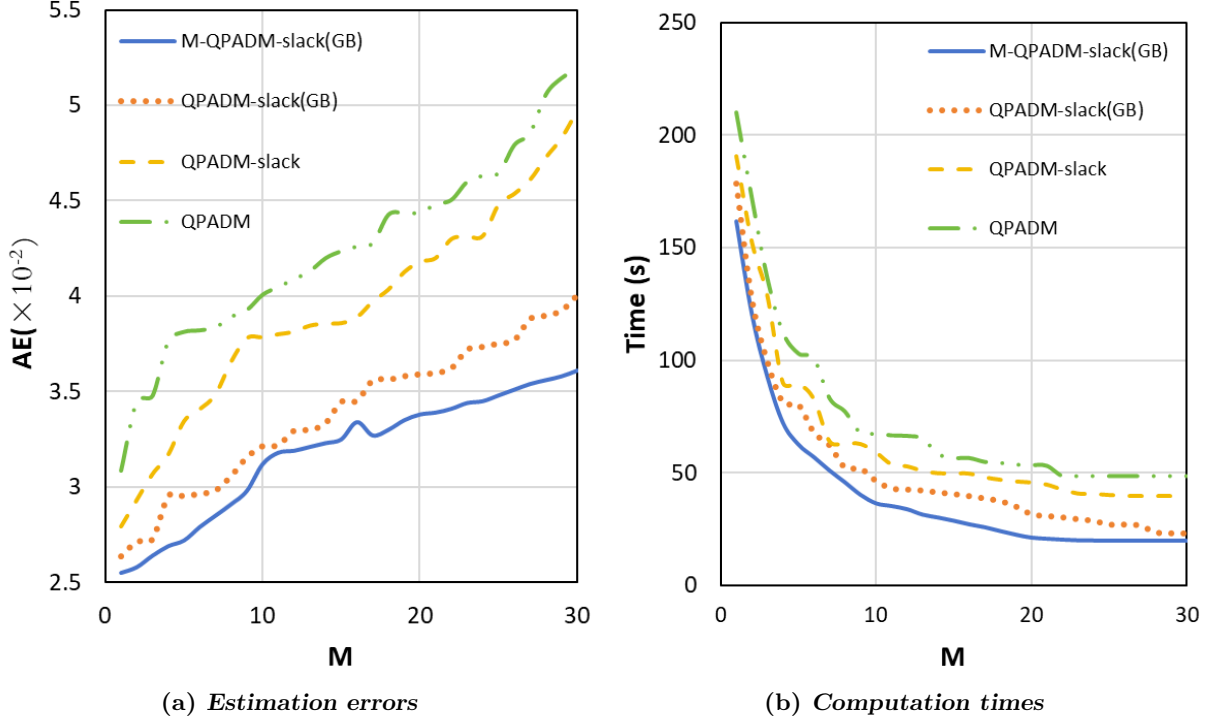 5.5
5
4.5
4
3.5
3
2.5
AE(×10⁻²)
M-QPADM-slack(GB)
QPADM-slack(GB)
QPADM-slack
QPADM
0 10 20 30
M
(a) Estimation errors
250
200
150
100
50
0
Time (s)
M-QPADM-slack(GB)
QPADM-slack(GB)
QPADM-slack
QPADM
0 10 20 30
M
(b) Computation times